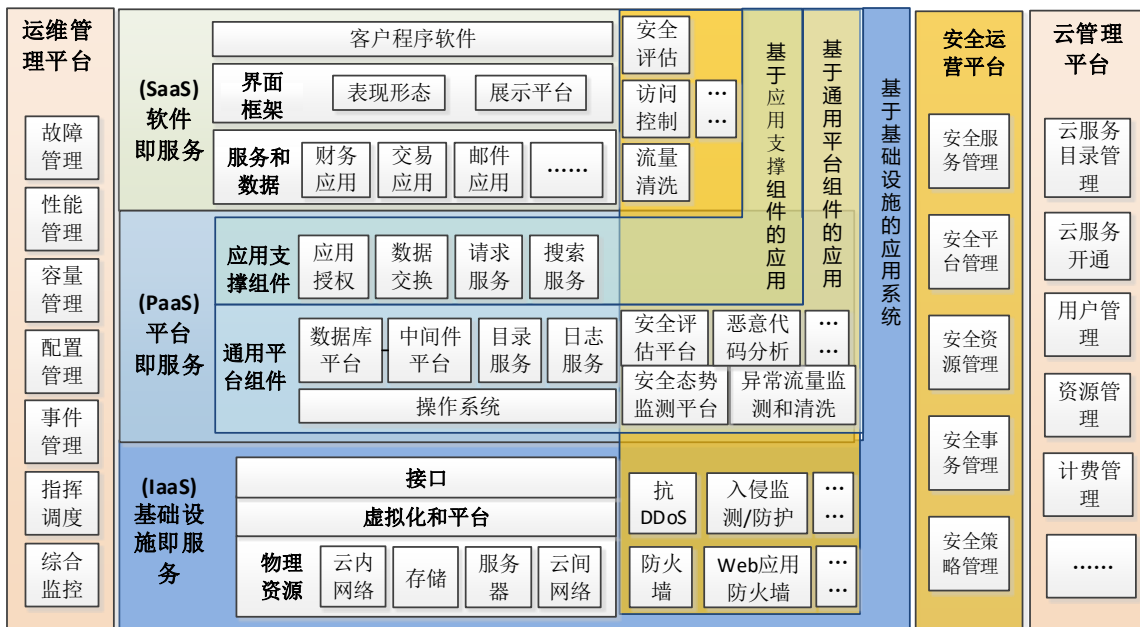 运维管
理平台
故障
管理
性能
管理
容量
管理
配置
管理
事件
管理
指挥
调度
综合
监控
(SaaS)
软件
即服务
客户程序软件
界面
框架
表现形态
展示平台
服务和
数据
财务
应用
交易
应用
邮件
应用
……
安全
评估
访问
控制
……
流量
清洗
(PaaS)
平台
即服务
应用支
撑组件
应用
授权
数据
交换
请求
服务
搜索
服务
通用平
台组件
数据库
平台
中间件
平台
目录
服务
日志
服务
操作系统
安全评
估平台
恶意代
码分析
……
安全态势
监测平台
异常流量监
测和清洗
(IaaS)
基础设
施即服
务
接口
虚拟化和平台
物理
资源
云内
网络
存储
服务
器
云间
网络
抗
DDoS
入侵监
测/防护
……
防火
墙
Web应用
防火墙
……
基于应用支撑组件的应用
基于通用平台组件的应用
基于基础设施的应用系统
安全运
营平台
安全服
务管理
安全平
台管理
安全资
源管理
安全事
务管理
安全策
略管理
云管理
平台
云服务
目录管
理
云服务
开通
用户管
理
资源管
理
计费管
理
……